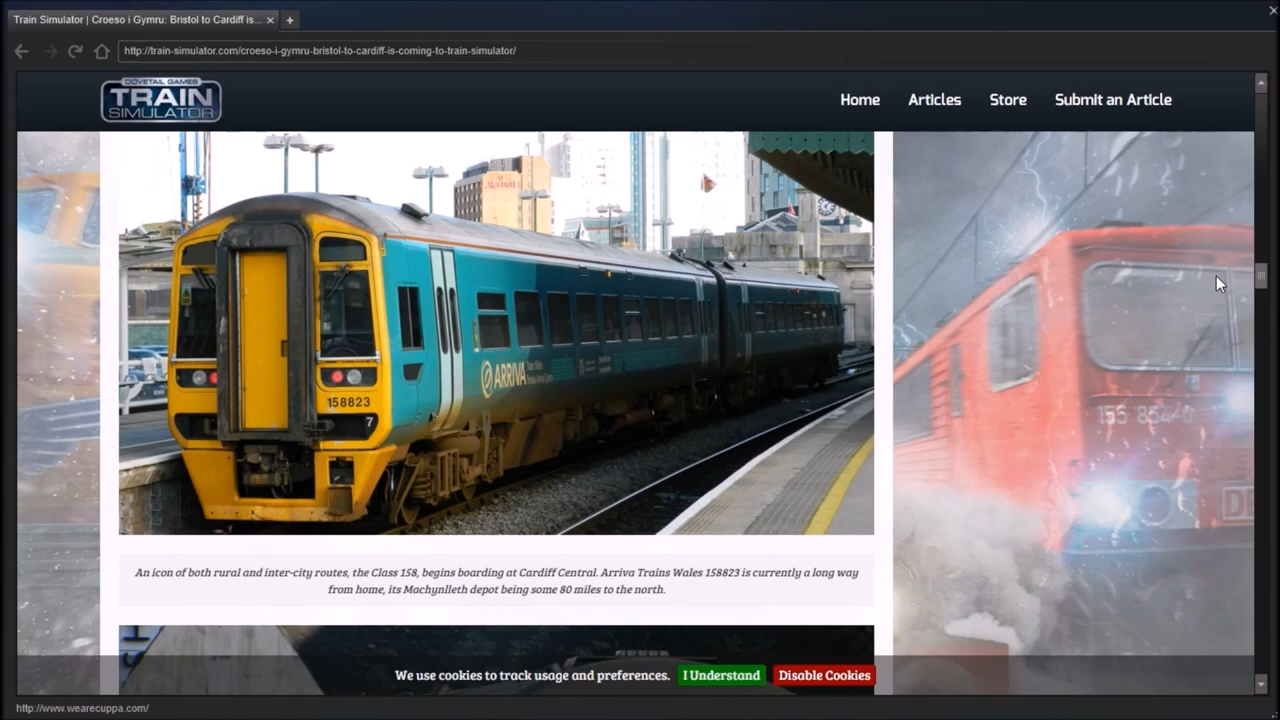 Train Simulator | Croeso i Gymru: Bristol to Cardiff is...
http://train-simulator.com/croeso-i-gymru-bristol-to-cardiff-is-coming-to-train-simulator/
DOVETAIL GAMES
TRAIN
SIMULATOR
Home
Articles
Store
Submit an Article
Marriott
ARRIVA
158823
7
155 854-0
An icon of both rural and inter-city routes, the Class 158, begins boarding at Cardiff Central. Arriva Trains Wales 158823 is currently a long way
from home, its Machynlleth depot being some 80 miles to the north.
We use cookies to track usage and preferences.
I Understand
Disable Cookies
http://www.wearecuppa.com/